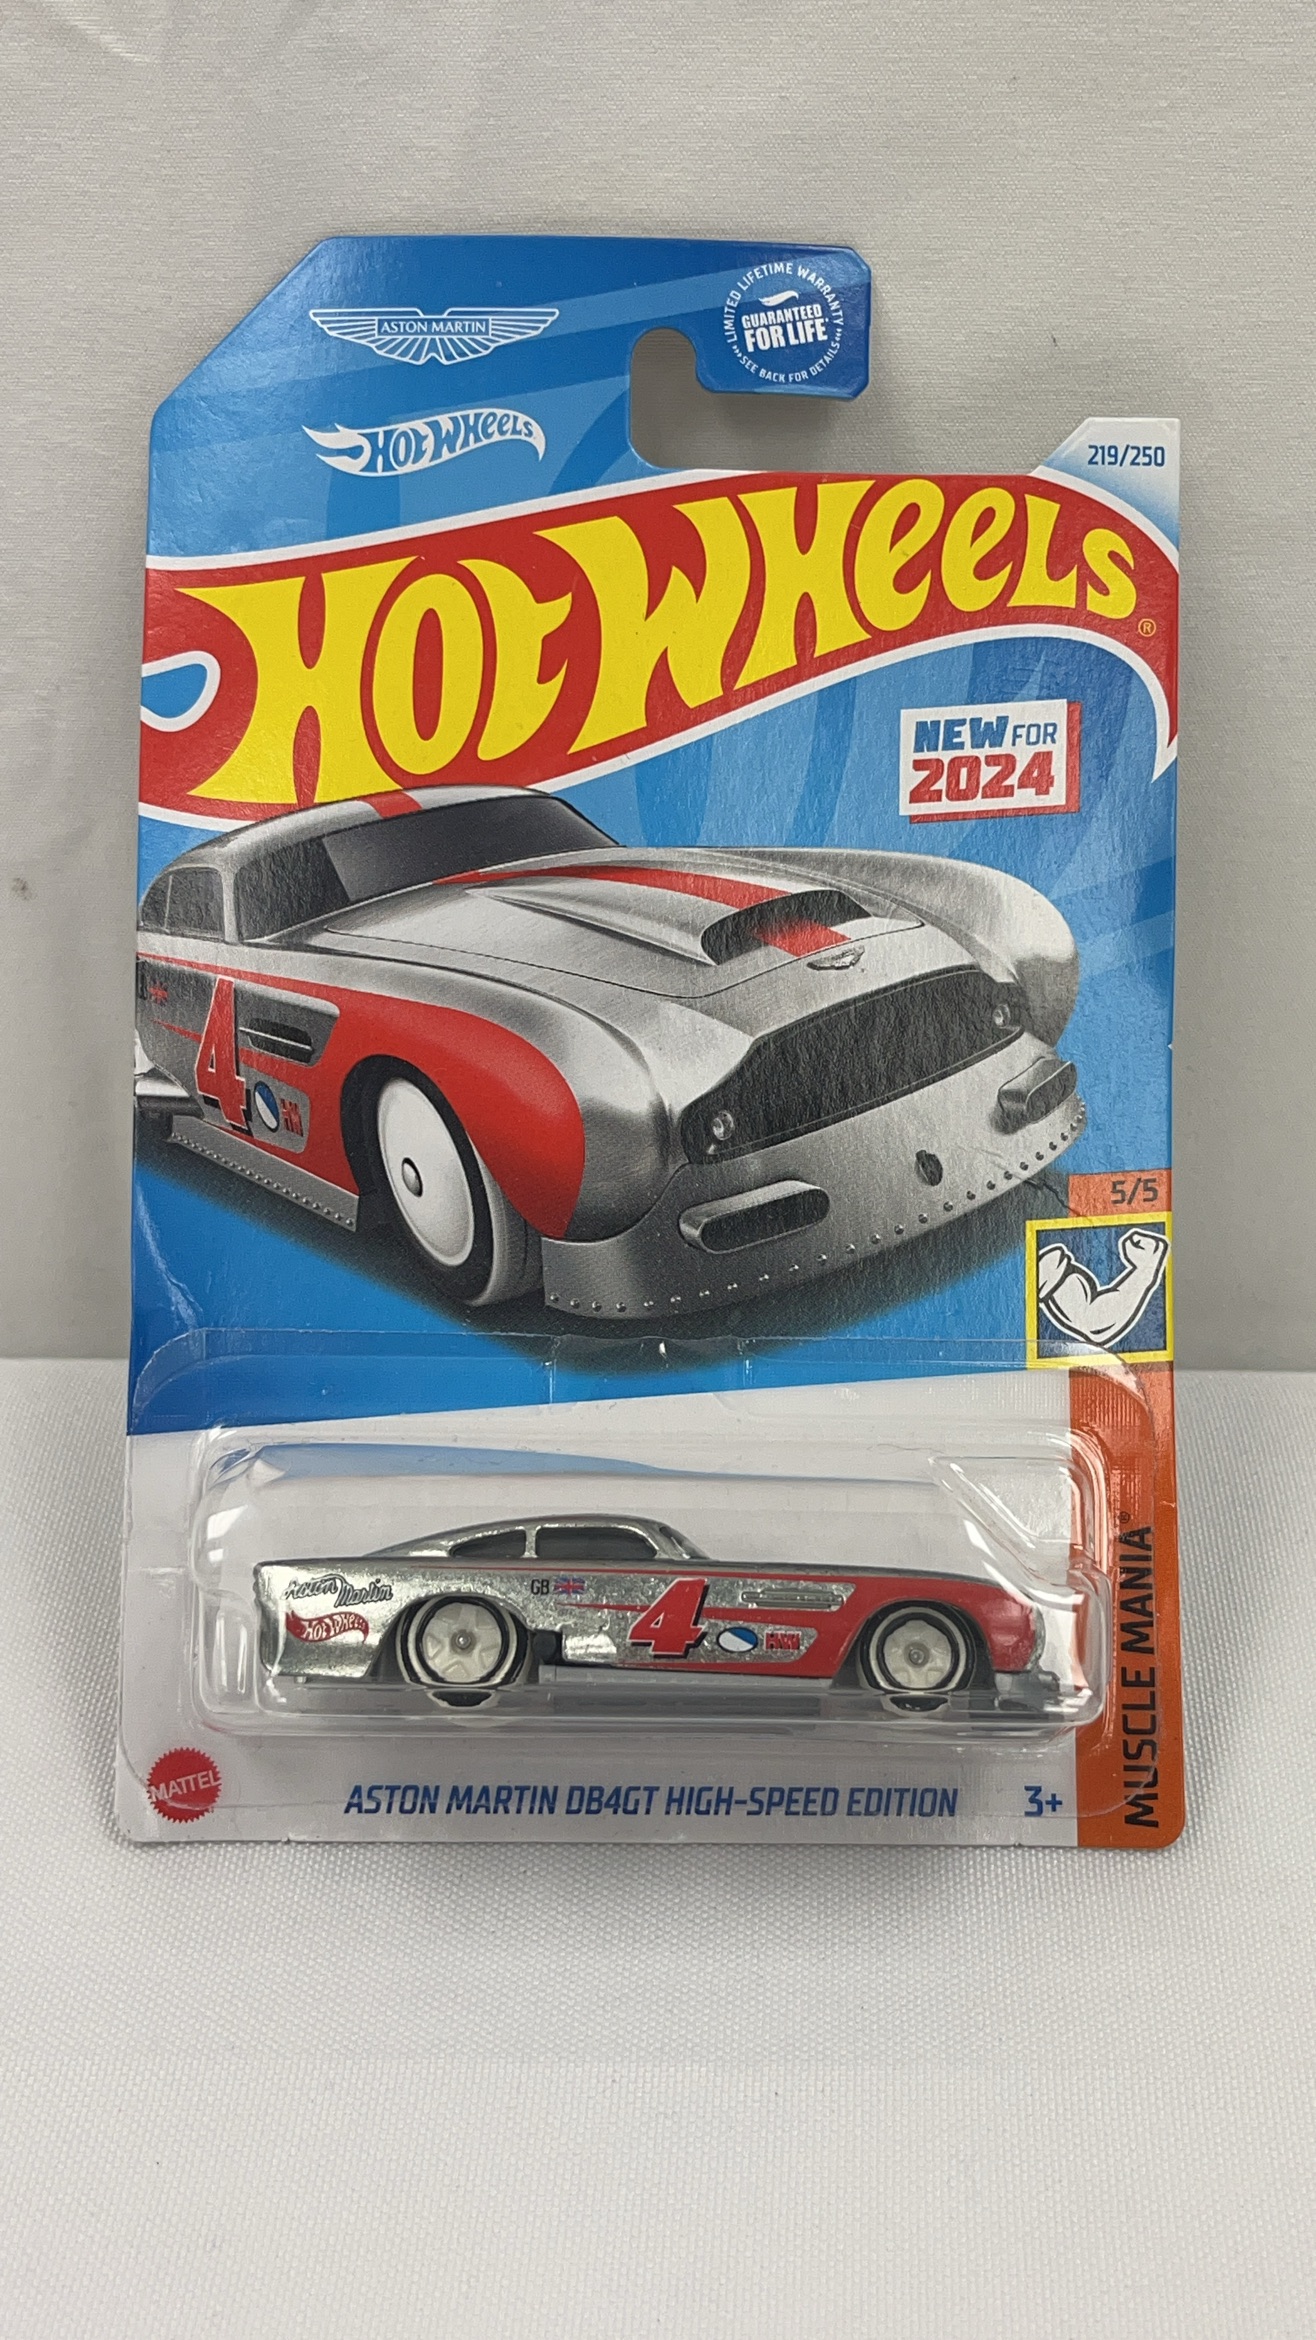 ASTON MARTIN
LIMITED LIFETIME WARRANTY
GUARANTEED
FOR LIFE
SEE BACK FOR DETAILS
HOT WHEELS
219/250
HOT WHEELS®
NEW FOR
2024
4
HW
5/5
Aston Martin
Hot Wheels
GB
4
HW
MUSCLE MANIA®
MATTEL
ASTON MARTIN DB4GT HIGH-SPEED EDITION
3+